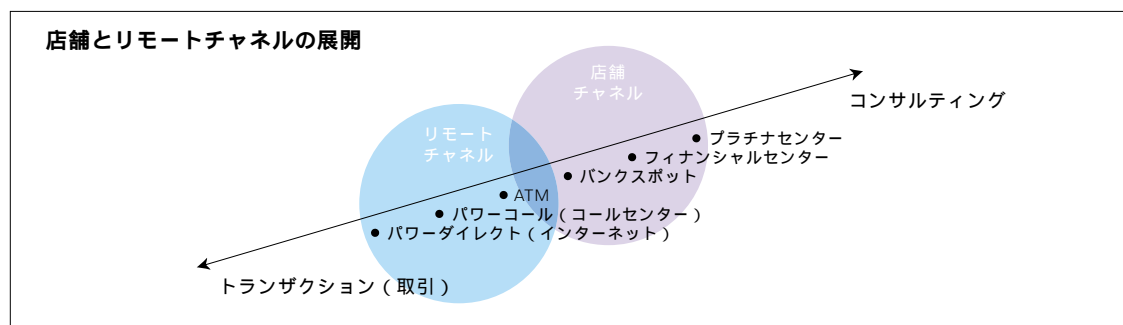 店舗とリモートチャネルの展開
店舗
チャネル
コンサルティング
リモート
チャネル
プラチナセンター
フィナンシャルセンター
バンクスポット
ATM
パワーコール(コールセンター)
パワーダイレクト(インターネット)
トランザクション(取引)